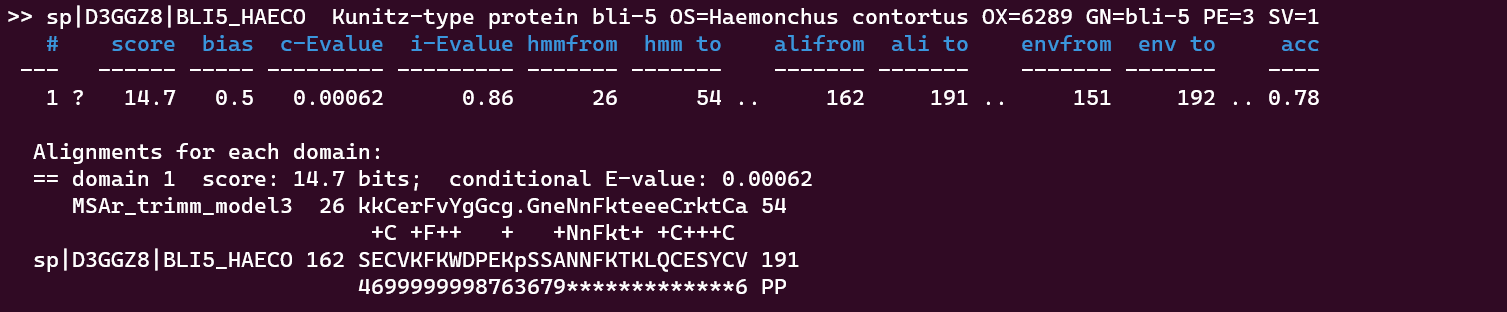 >> sp|D3GGZ8|BLI5_HAECO  Kunitz-type protein bli-5 OS=Haemonchus contortus OX=6289 GN=bli-5 PE=3 SV=1
   #    score  bias  c-Evalue  i-Evalue hmmfrom  hmm to    alifrom  ali to    envfrom  env to     acc
 ---   ------ ----- --------- --------- ------- -------    ------- -------    ------- -------    ----
   1 ?   14.7   0.5   0.00062      0.86      26      54 ..     162     191 ..     151     192 .. 0.78
  Alignments for each domain:
  == domain 1  score: 14.7 bits;  conditional E-value: 0.00062
     MSAr_trimm_model3  26 kkCerFvYgGcg.GneNnFkteeeCrktCa 54
                            +C +F++   +   +NnFkt+ +C+++C
  sp|D3GGZ8|BLI5_HAECO 162 SECVKFKWDPEKpSSANNFKTKLQCESYCV 191
                           4699999998763679*************6 PP